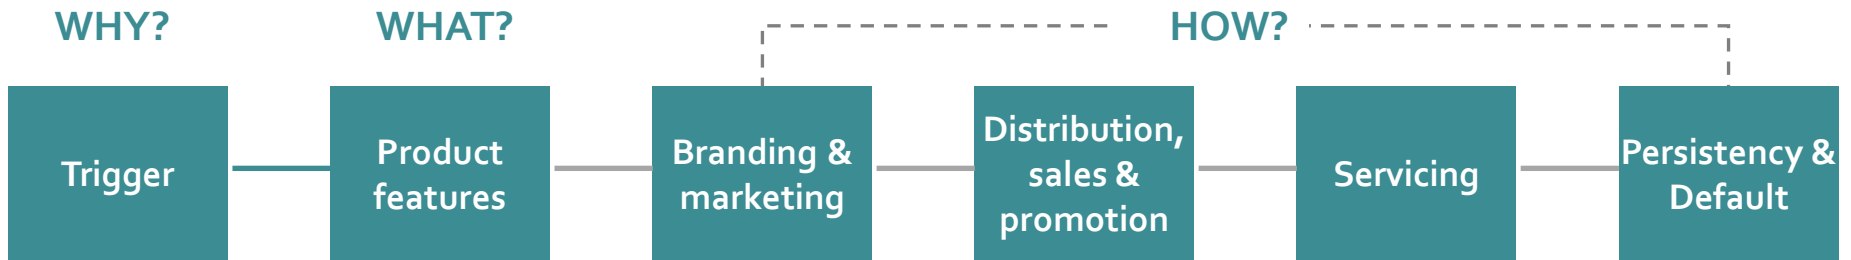 WHY?
WHAT?
HOW?
Trigger
Product
features
Branding &
marketing
Distribution,
sales &
promotion
Servicing
Persistency &
Default